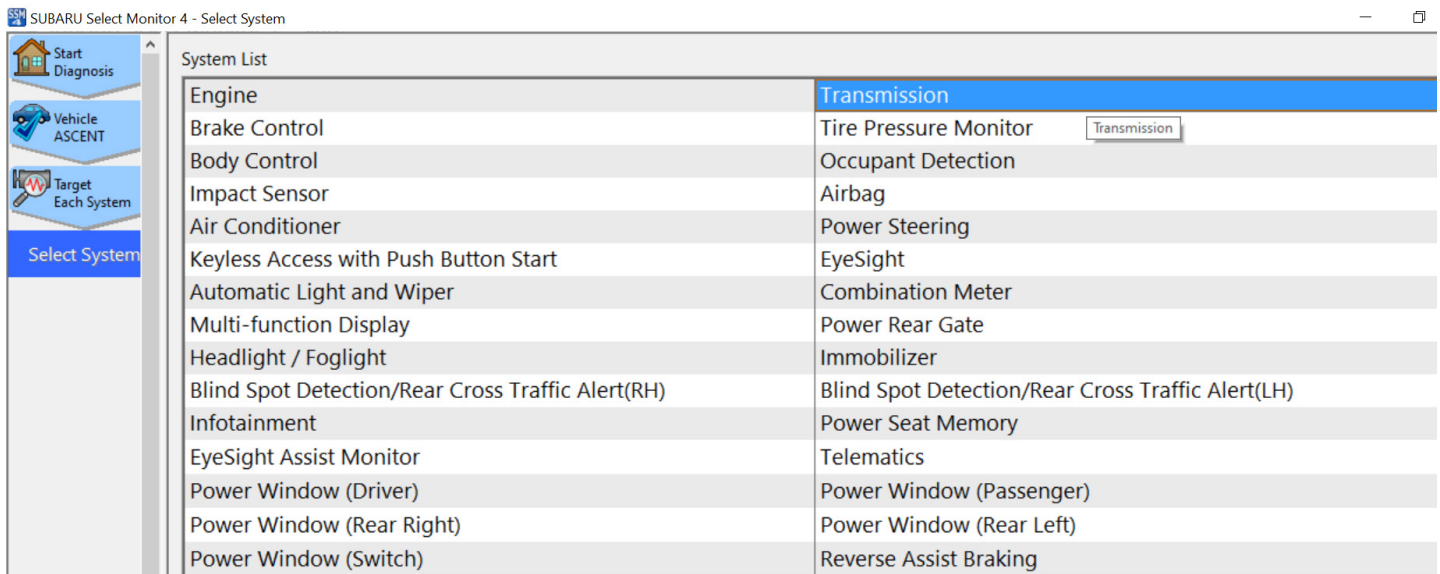 SSM 4 SUBARU Select Monitor 4 - Select System
Start
Diagnosis
Vehicle
ASCENT
Target
Each System
Select System
System List
Engine Transmission
Brake Control Tire Pressure Monitor Transmission
Body Control Occupant Detection
Impact Sensor Airbag
Air Conditioner Power Steering
Keyless Access with Push Button Start EyeSight
Automatic Light and Wiper Combination Meter
Multi-function Display Power Rear Gate
Headlight / Foglight Immobilizer
Blind Spot Detection/Rear Cross Traffic Alert(RH) Blind Spot Detection/Rear Cross Traffic Alert(LH)
Infotainment Power Seat Memory
EyeSight Assist Monitor Telematics
Power Window (Driver) Power Window (Passenger)
Power Window (Rear Right) Power Window (Rear Left)
Power Window (Switch) Reverse Assist Braking